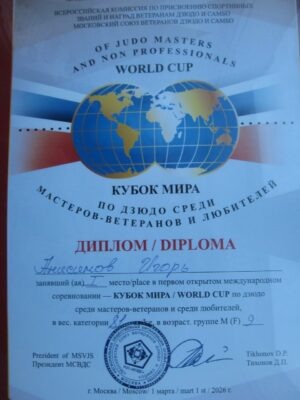 ВСЕРОССИЙСКАЯ КОМИССИЯ ПО ПРИСВОЕНИЮ СПОРТИВНЫХ
ЗВАНИЙ И НАГРАД ВЕТЕРАНАМ ДЗЮДО И САМБО
МОСКОВСКИЙ СОЮЗ ВЕТЕРАНОВ ДЗЮДО И САМБО
OF JUDO MASTERS
AND NON PROFESSIONALS
WORLD CUP
КУБОК МИРА
ПО ДЗЮДО СРЕДИ
МАСТЕРОВ-ВЕТЕРАНОВ И ЛЮБИТЕЛЕЙ
ДИПЛОМ / DIPLOMA
Анисимов Игорь
занявший (ая) I место/place в первом открытом международном
соревновании — КУБОК МИРА / WORLD CUP по дзюдо
среди мастеров-ветеранов и среди любителей,
в вес. категории 81 в возраст. группе M (F) 9
Prezident of MSVJS Tikhonov D.P.
Президент МСВДС Тихонов Д.П.
г. Москва / Moscow/ 1 марта / mart 1 st /